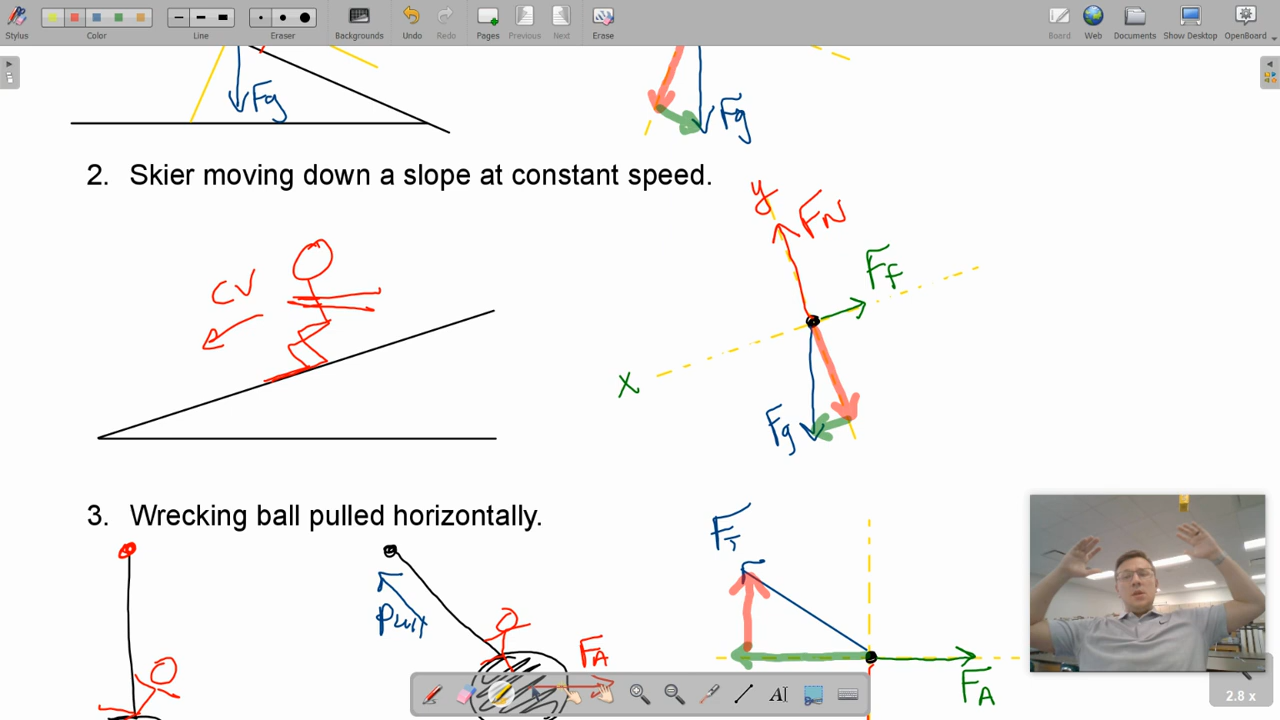 Stylus Color Line Eraser Backgrounds Undo Redo Pages Previous Next Erase Board Web Documents Show Desktop OpenBoard
Fg
Fg
2. Skier moving down a slope at constant speed.
y
FN
CV
Ff
x
Fg
3. Wrecking ball pulled horizontally.
FT
Pull
FA
FA
AI
2.8 x